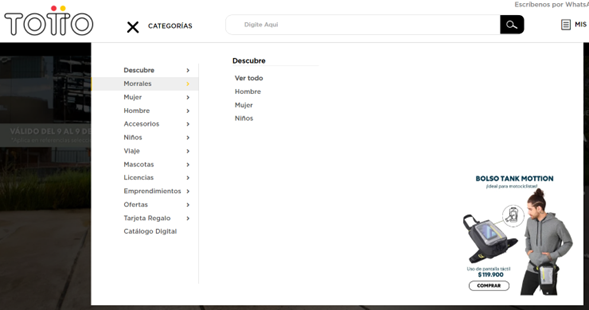 Escríbenos por WhatsA
TOTTO
CATEGORÍAS
Digite Aquí
MIS
Descubre
Morrales
Mujer
Hombre
Accesorios
Niños
Viaje
Mascotas
Licencias
Emprendimientos
Ofertas
Tarjeta Regalo
Catálogo Digital
Descubre
Ver todo
Hombre
Mujer
Niños
VÁLIDO DEL 9 AL 9 DE
BOLSO TANK MOTTION
¡Ideal para motociclistas!
Uso de pantalla táctil
$119.900
COMPRAR